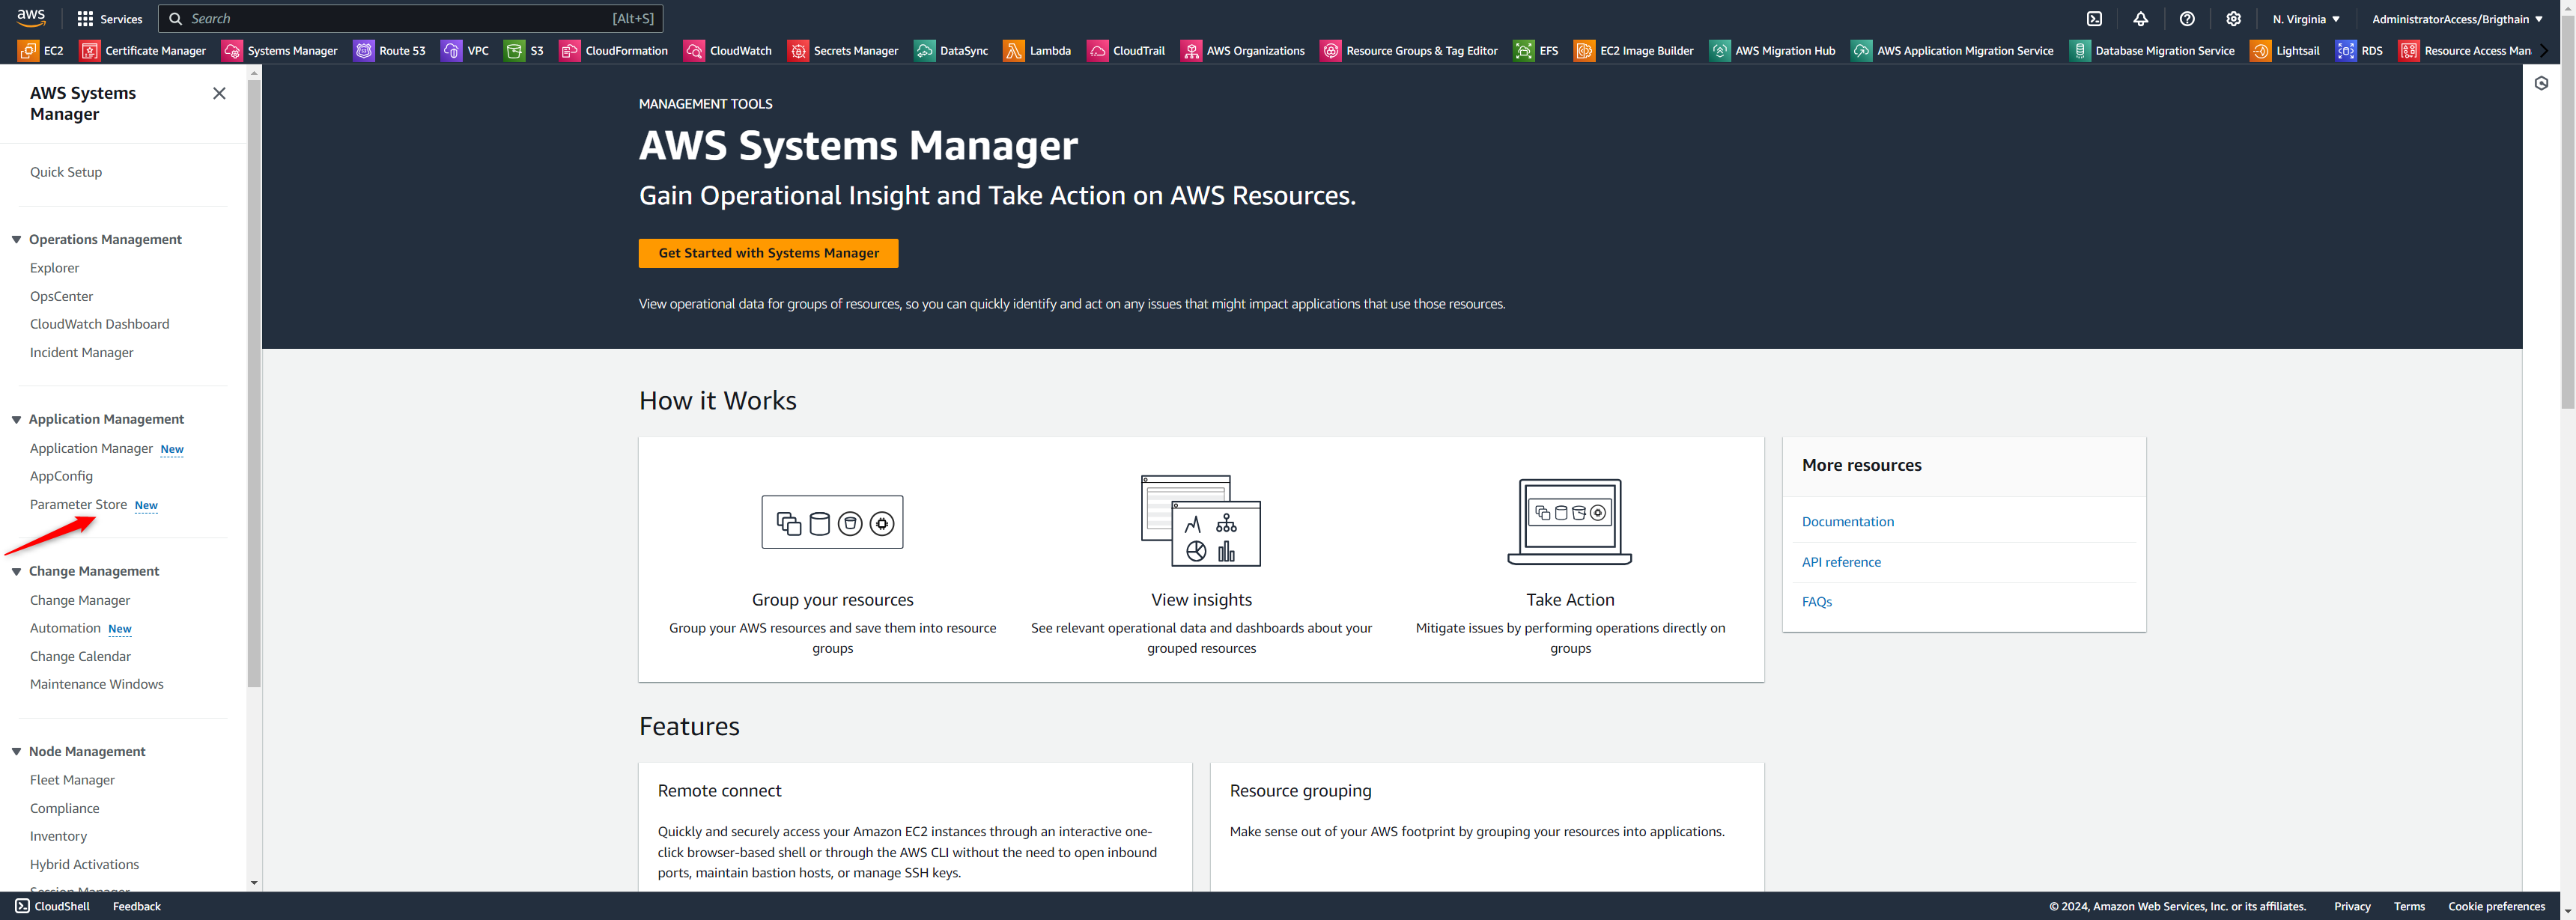 aws
Services
Search
[Alt+S]
N. Virginia ▼
AdministratorAccess/Brigthain ▼
EC2
Certificate Manager
Systems Manager
Route 53
VPC
S3
CloudFormation
CloudWatch
Secrets Manager
DataSync
Lambda
CloudTrail
AWS Organizations
Resource Groups & Tag Editor
EFS
EC2 Image Builder
AWS Migration Hub
AWS Application Migration Service
Database Migration Service
Lightsail
RDS
Resource Access Man
AWS Systems
Manager
Quick Setup
Operations Management
Explorer
OpsCenter
CloudWatch Dashboard
Incident Manager
Application Management
Application Manager New
AppConfig
Parameter Store New
Change Management
Change Manager
Automation New
Change Calendar
Maintenance Windows
Node Management
Fleet Manager
Compliance
Inventory
Hybrid Activations
Session Manager
MANAGEMENT TOOLS
AWS Systems Manager
Gain Operational Insight and Take Action on AWS Resources.
Get Started with Systems Manager
View operational data for groups of resources, so you can quickly identify and act on any issues that might impact applications that use those resources.
How it Works
Group your resources
Group your AWS resources and save them into resource
groups
View insights
See relevant operational data and dashboards about your
grouped resources
Take Action
Mitigate issues by performing operations directly on
groups
More resources
Documentation
API reference
FAQs
Features
Remote connect
Quickly and securely access your Amazon EC2 instances through an interactive one-
click browser-based shell or through the AWS CLI without the need to open inbound
ports, maintain bastion hosts, or manage SSH keys.
Resource grouping
Make sense out of your AWS footprint by grouping your resources into applications.
CloudShell
Feedback
© 2024, Amazon Web Services, Inc. or its affiliates.
Privacy
Terms
Cookie preferences